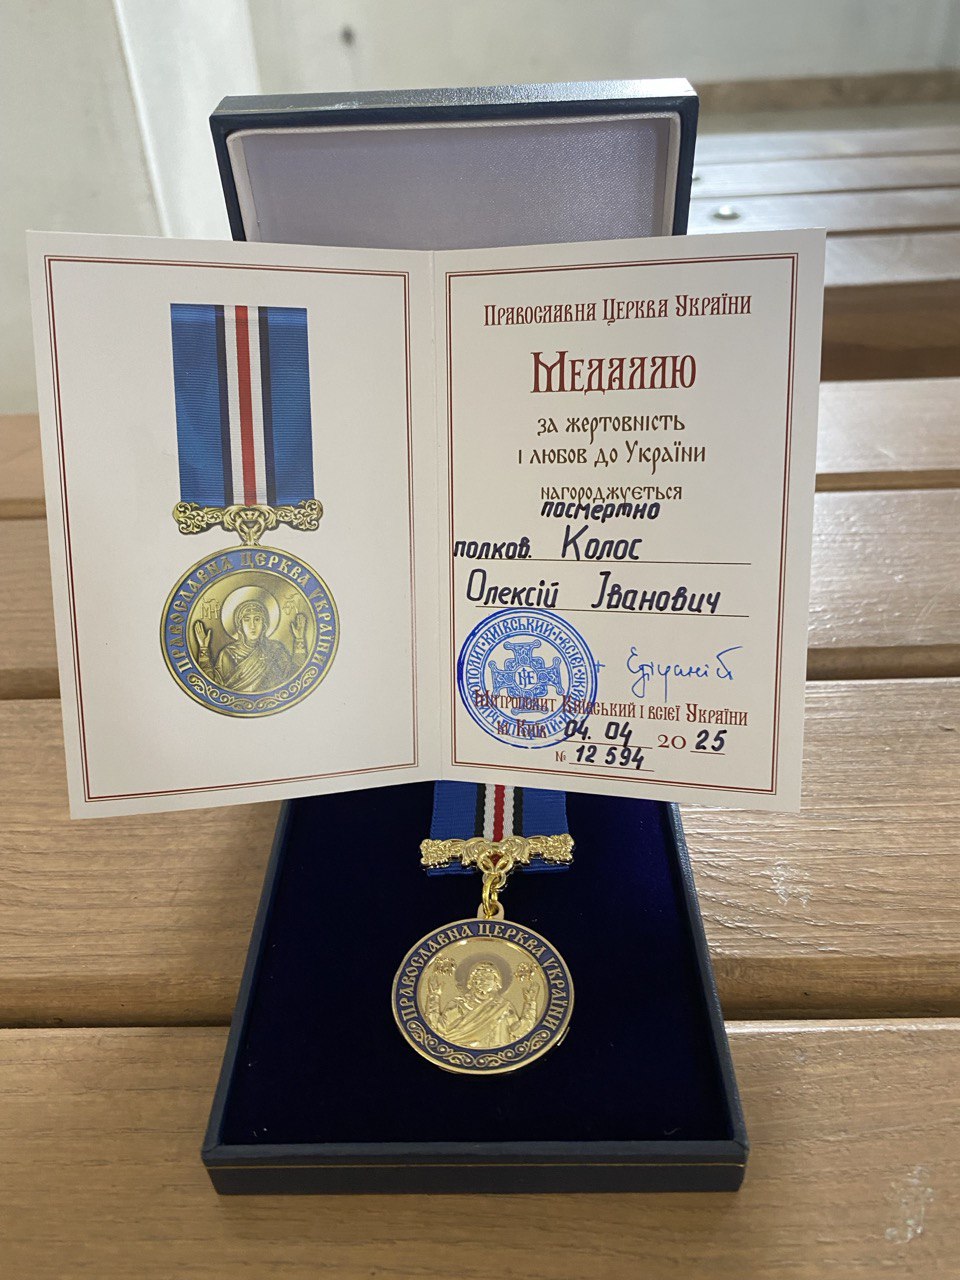 ПРАВОСЛАВНА ЦЕРКВА УКРАЇНИ
Православна Церква України
Медаллю
за жертовність
і любов до України
нагороджується
посмертно
полков. Колос
Олексій Іванович
Митрополит Київський і всієї України
м. Київ 04. 04 2025
№ 12 594
ПРАВОСЛАВНА ЦЕРКВА УКРАЇНИ